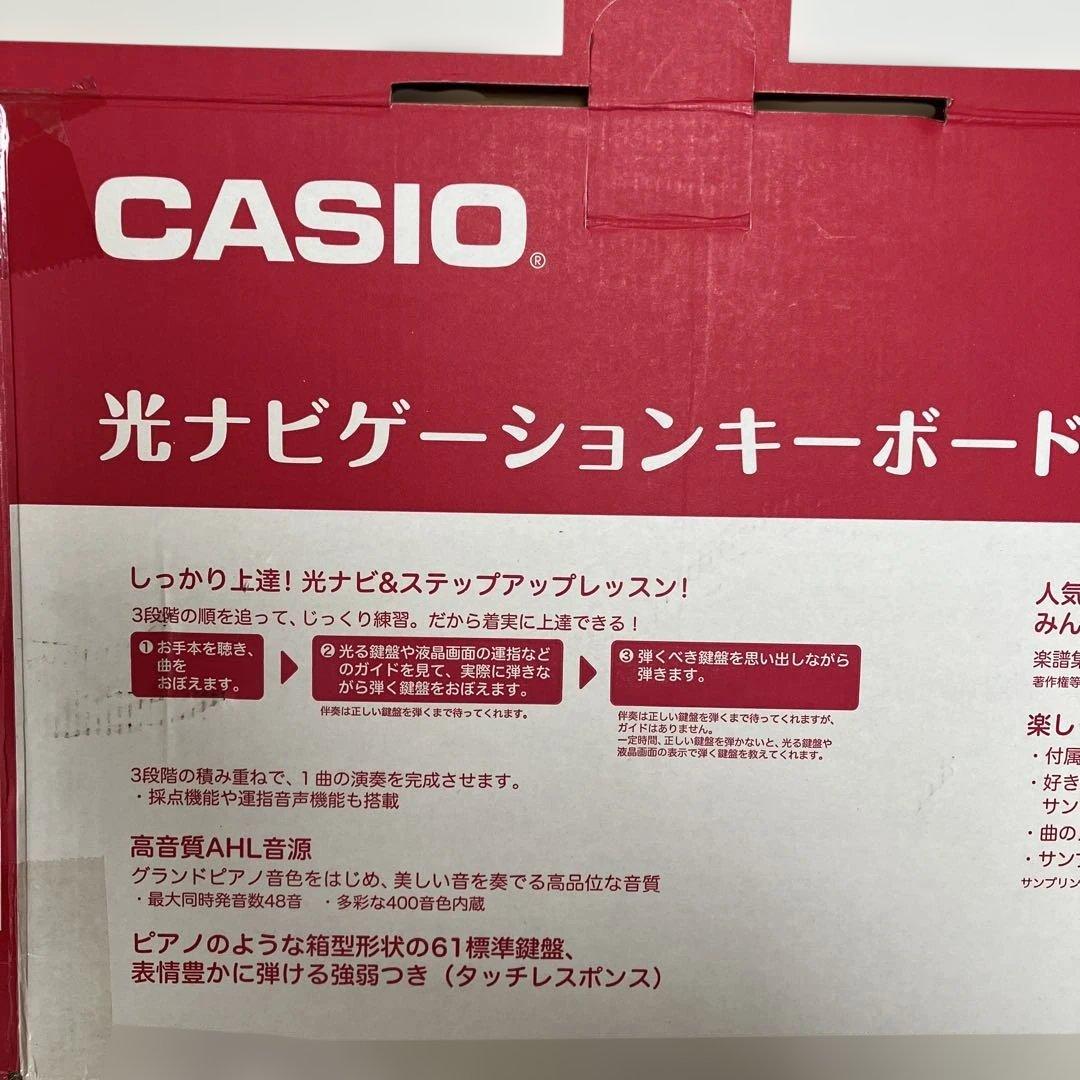 CASIO®
光ナビゲーションキーボード
しっかり上達! 光ナビ&ステップアップレッスン!
3段階の順を追って、じっくり練習。だから着実に上達できる！
❶ お手本を聴き、
曲を
おぼえます。
❷ 光る鍵盤や液晶画面の運指など
のガイドを見て、実際に弾きな
がら弾く鍵盤をおぼえます。
伴奏は正しい鍵盤を弾くまで待ってくれます。
❸ 弾くべき鍵盤を思い出しながら
弾きます。
伴奏は正しい鍵盤を弾くまで待ってくれますが、
ガイドはありません。
一定時間、正しい鍵盤を弾かないと、光る鍵盤や
液晶画面の表示で弾く鍵盤を教えてくれます。
3段階の積み重ねで、1曲の演奏を完成させます。
・採点機能や運指音声機能も搭載
高音質AHL音源
グランドピアノ音色をはじめ、美しい音を奏でる高品位な音質
・最大同時発音数48音 ・多彩な400音色内蔵
ピアノのような箱型形状の61標準鍵盤、
表情豊かに弾ける強弱つき（タッチレスポンス）
人気
みん
楽譜集
著作権等
楽し
・付属
・好き
サン
・曲の
・サンプ
サンプリン